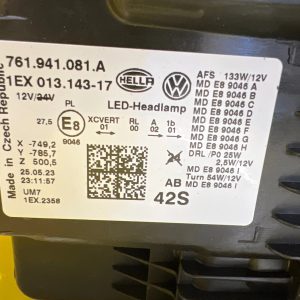 761.941.081.A
1EX 013.143-17
12V/24V
HELLA
VW
LED-Headlamp
PL
27,5
E8
9046
XCVERT
01
RL
00
A
02
1b
01
X -749,2
Y -785,7
Z 500,5
25.05.23
23:11:57
UM7
1EX.2358
Made in Czech Republic
AFS 133W/12V
MD E8 9046 A
MD E8 9046 B
MD E8 9046 C
MD E8 9046 D
MD E8 9046 E
MD E8 9046 F
MD E8 9046 G
MD E8 9046 H
DRL /P0 25W
2,5W/12V
MD E8 9046 I
Turn 54W/12V
MD E8 9046 I
AB
42S